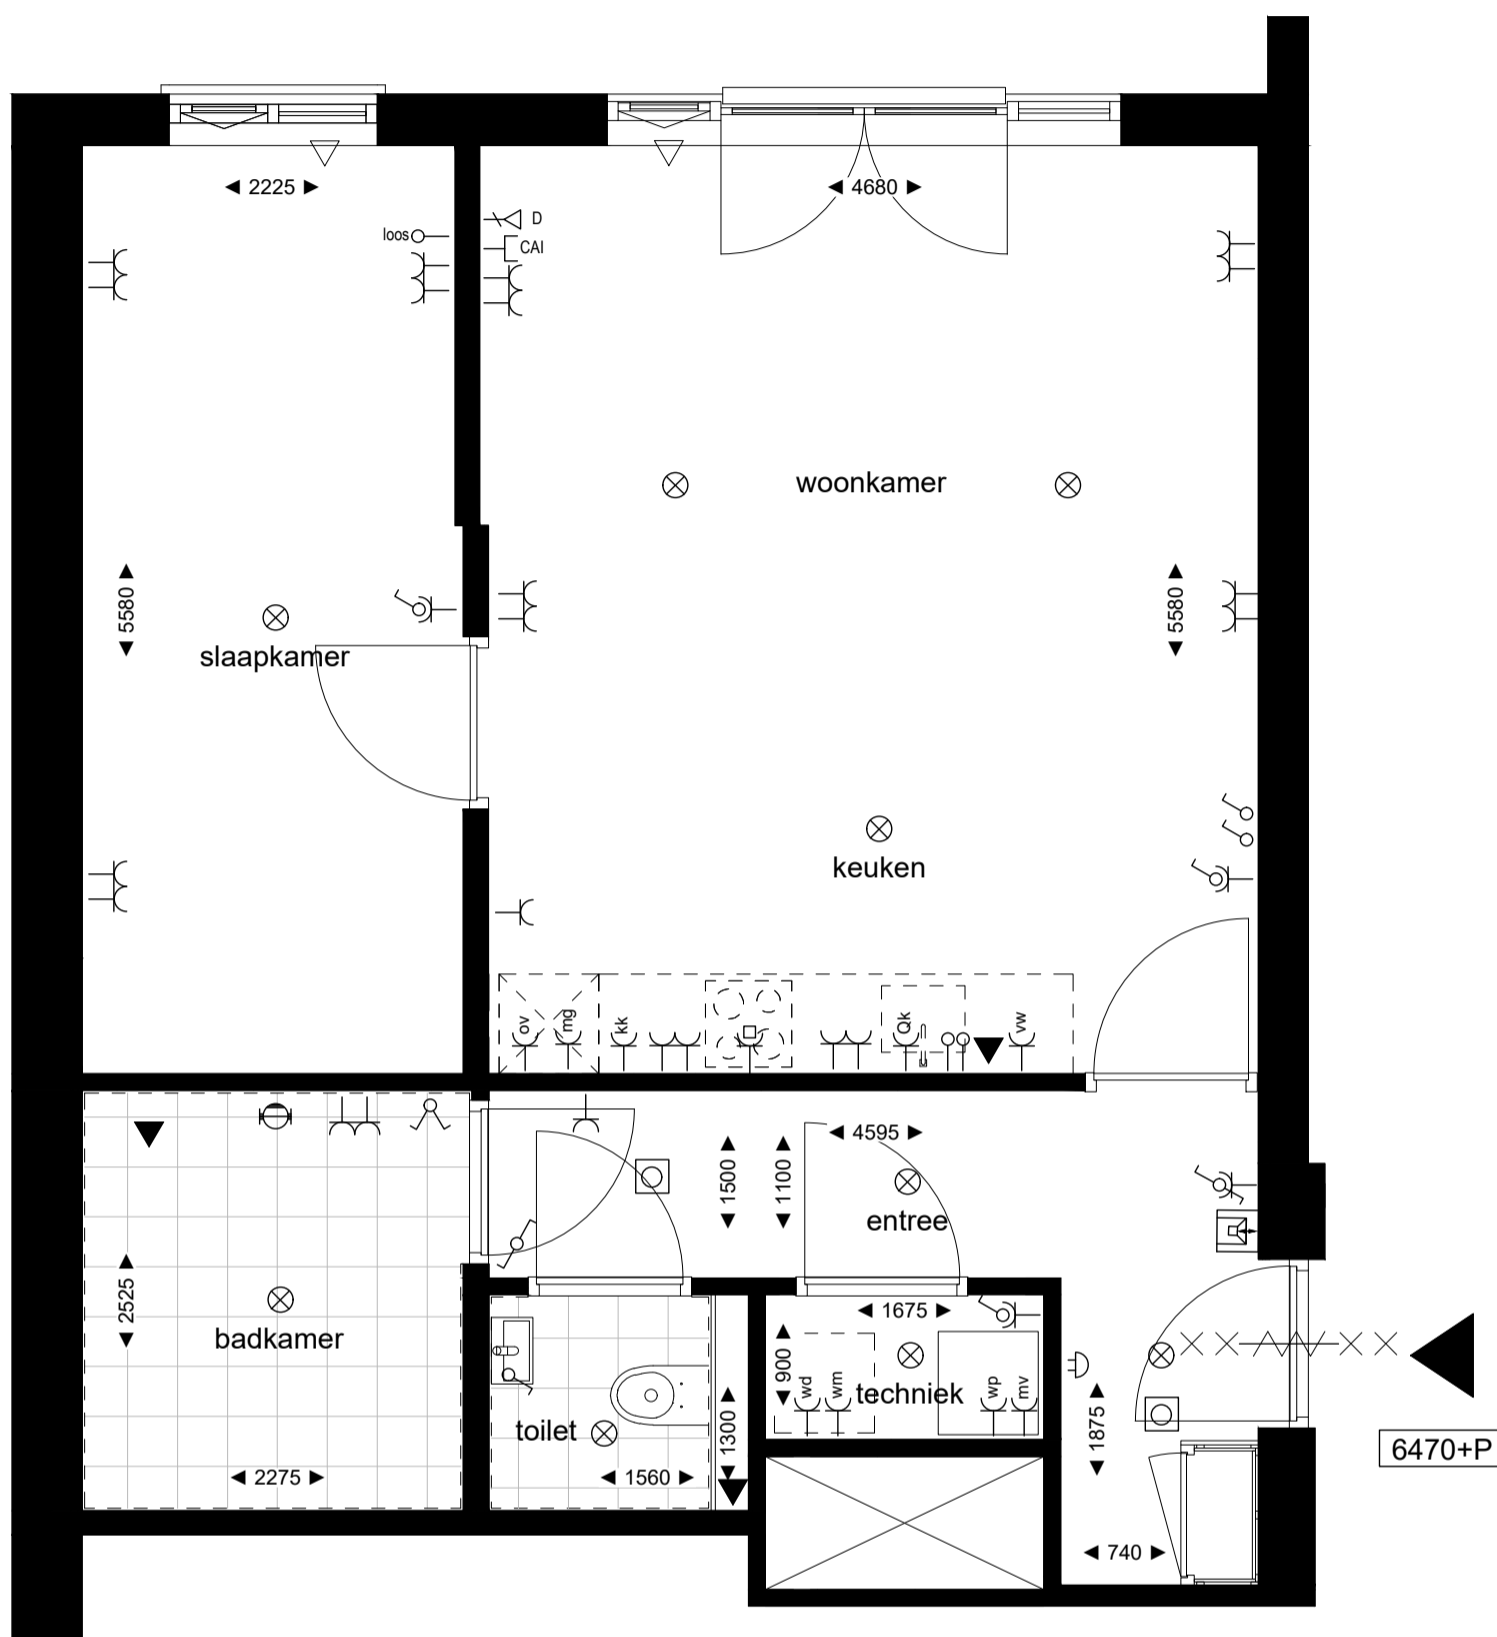 ◄ 2225 ►
◄ 4680 ►
loos
D
CAI
woonkamer
◄ 5580 ►
◄ 5580 ►
slaapkamer
keuken
ov
mg
kk
Qk
vw
◄ 4595 ►
◄ 1500 ►
◄ 1100 ►
entree
◄ 2525 ►
badkamer
◄ 1675 ►
◄ 900 ►
techniek
wd
wm
wp
mv
toilet
◄ 1300 ►
◄ 1875 ►
6470+P
◄ 2275 ►
◄ 1560 ►
◄ 740 ►